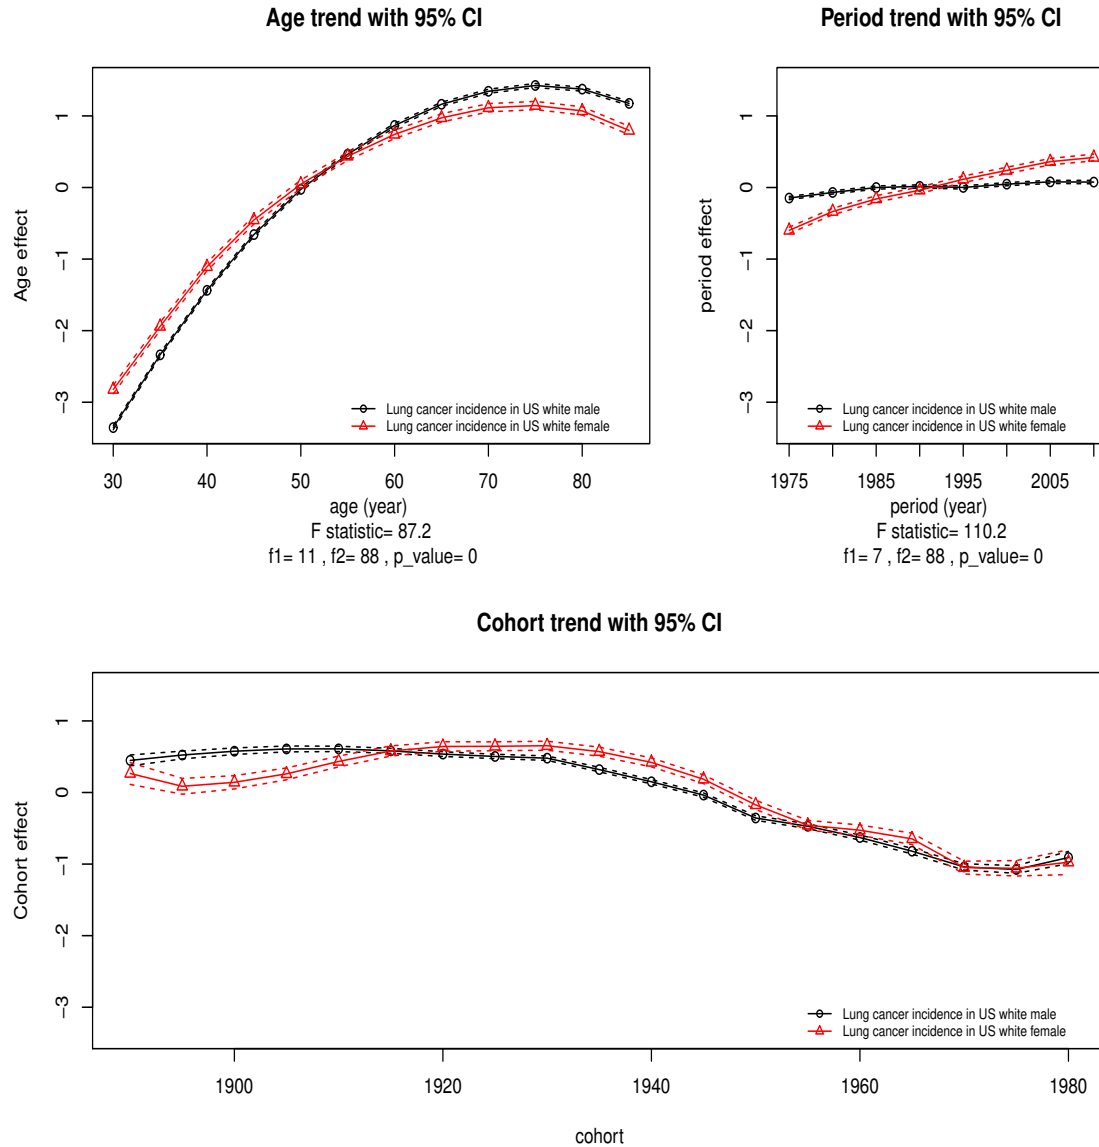 Age trend with 95% CI
Age effect
1
0
−1
−2
−3
Lung cancer incidence in US white male
Lung cancer incidence in US white female
30 40 50 60 70 80
age (year)
F statistic= 87.2
f1= 11 , f2= 88 , p_value= 0
Period trend with 95% CI
period effect
1
0
−1
−2
−3
Lung cancer incidence in US white male
Lung cancer incidence in US white female
1975 1985 1995 2005
period (year)
F statistic= 110.2
f1= 7 , f2= 88 , p_value= 0
Cohort trend with 95% CI
Cohort effect
1
0
−1
−2
−3
Lung cancer incidence in US white male
Lung cancer incidence in US white female
1900 1920 1940 1960 1980
cohort